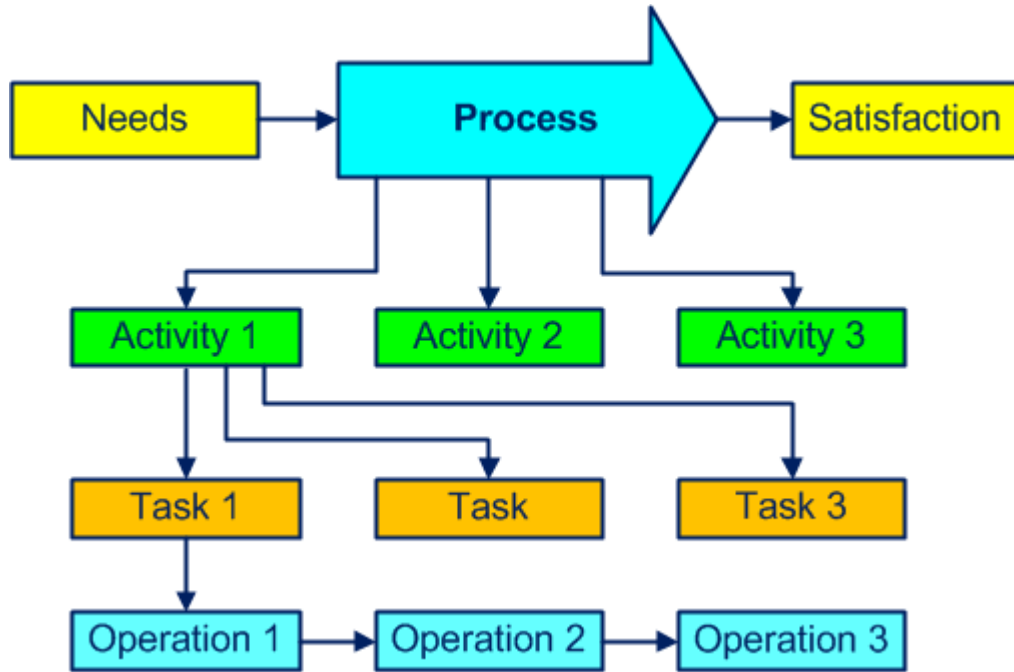 Needs
Process
Satisfaction
Activity 1
Activity 2
Activity 3
Task 1
Task
Task 3
Operation 1
Operation 2
Operation 3